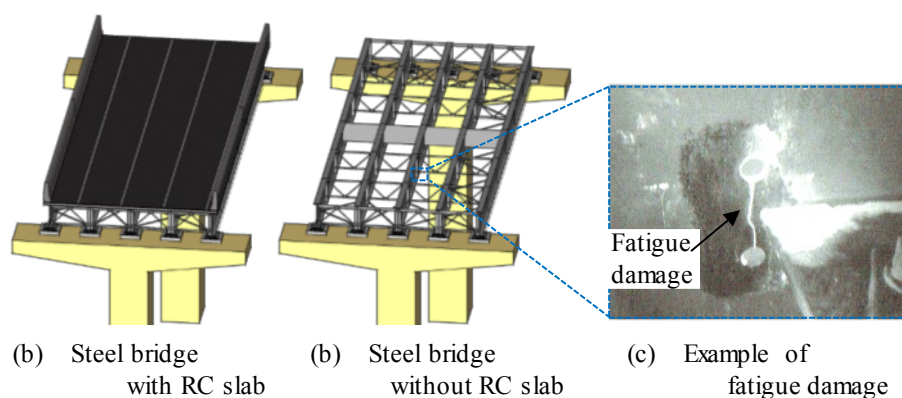 Fatigue
damage
(b) Steel bridge
with RC slab
(b) Steel bridge
without RC slab
(c) Example of
fatigue damage